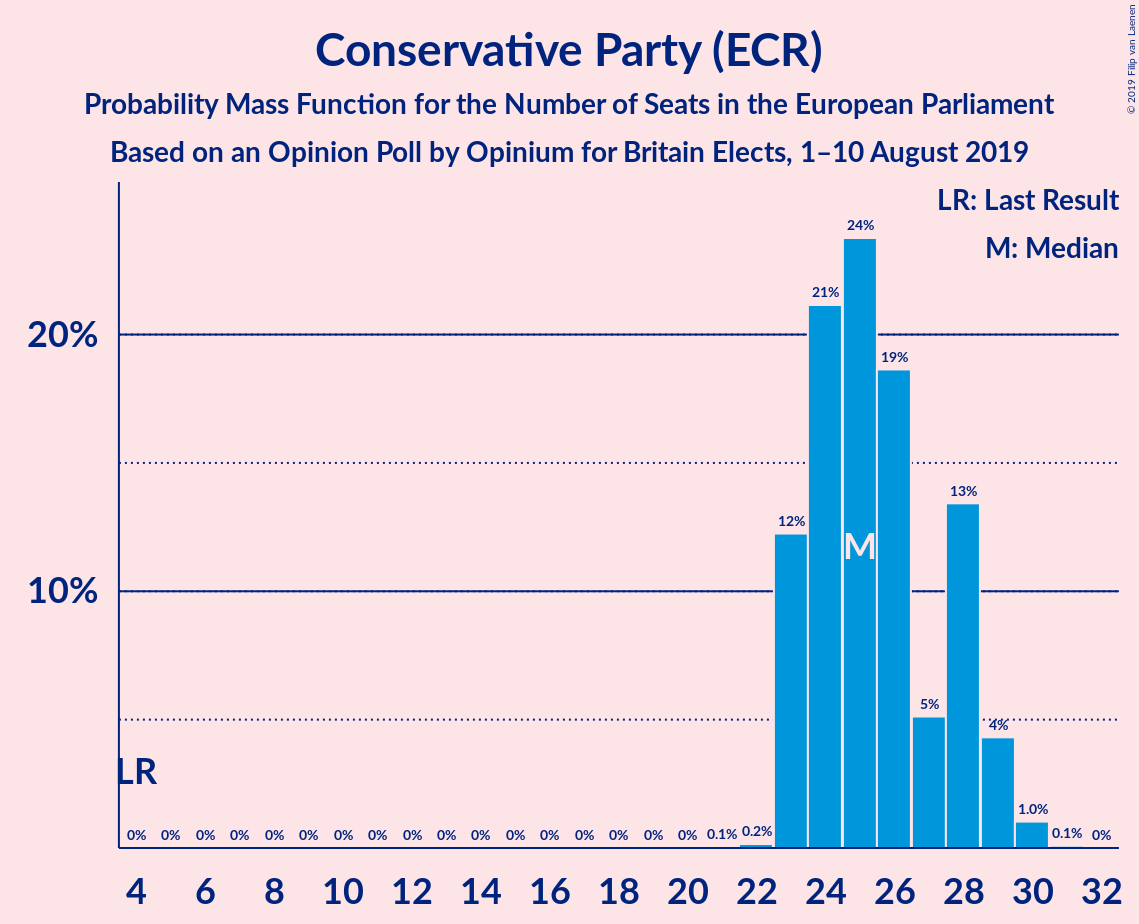 Conservative Party (ECR)
Probability Mass Function for the Number of Seats in the European Parliament
Based on an Opinion Poll by Opinium for Britain Elects, 1–10 August 2019
© 2019 Filip van Laenen
LR: Last Result
M: Median
24%
21%
20%
19%
13%
12%
M
10%
5%
4%
LR
1.0%
0% 0% 0% 0% 0% 0% 0% 0% 0% 0% 0% 0% 0% 0% 0% 0% 0% 0.1% 0.2% 0.1% 0%
4 6 8 10 12 14 16 18 20 22 24 26 28 30 32